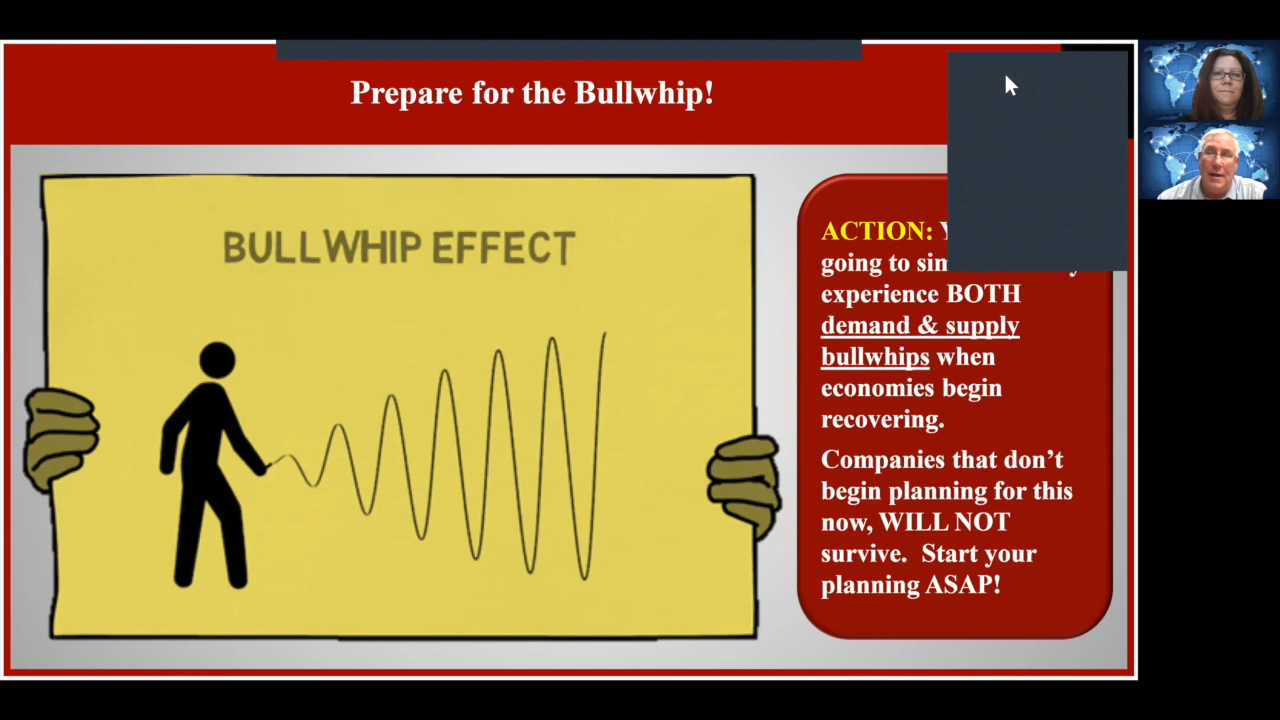 Prepare for the Bullwhip!
BULLWHIP EFFECT
ACTION:
going to
experience BOTH
demand & supply
bullwhips when
economies begin
recovering.
Companies that don't
begin planning for this
now, WILL NOT
survive. Start your
planning ASAP!